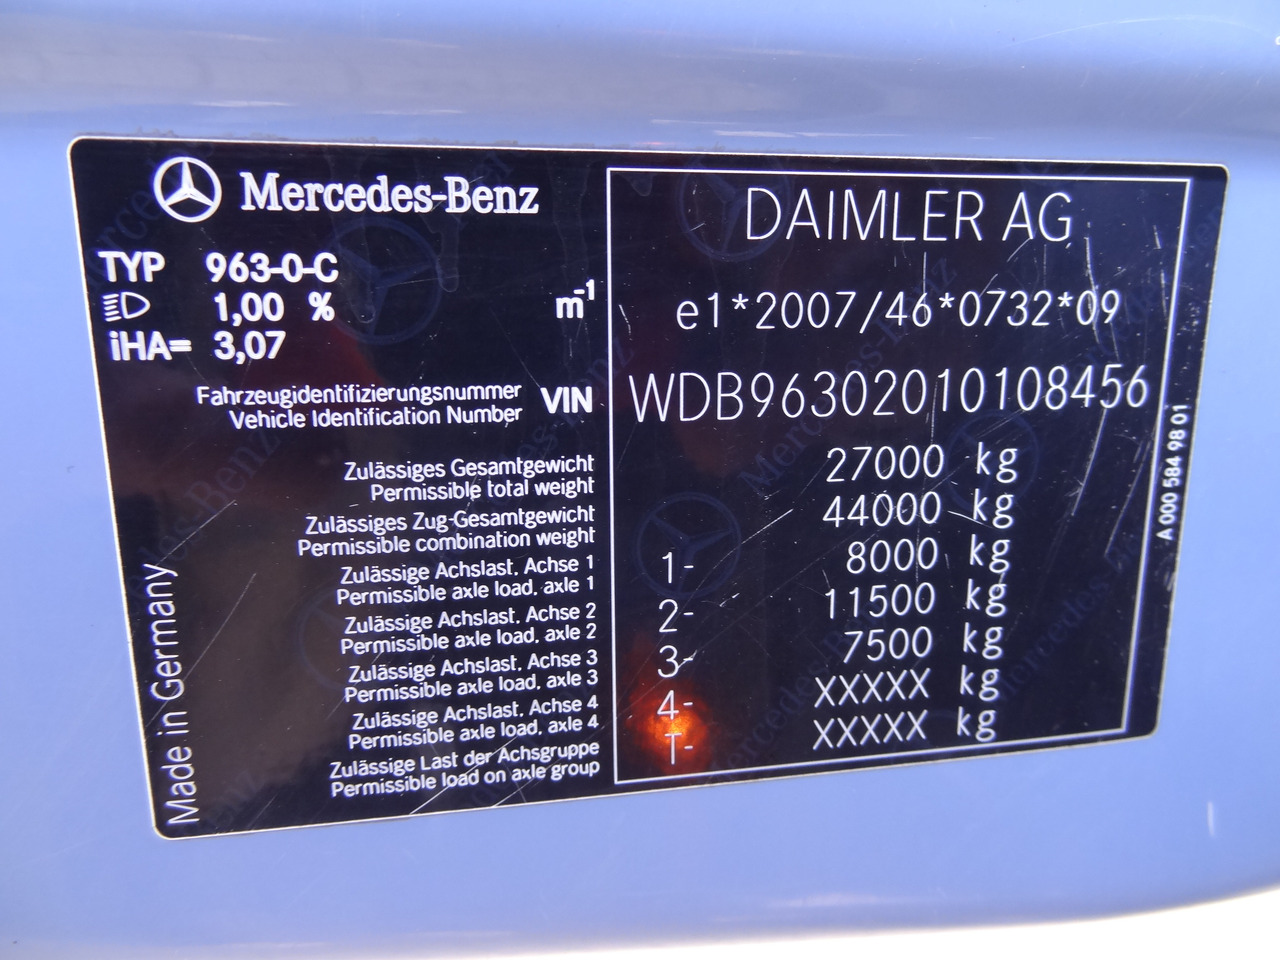 Mercedes-Benz
TYP 963-0-C
1,00 % m-1
iHA= 3,07
Fahrzeugidentifizierungsnummer
Vehicle Identification Number VIN
Zulässiges Gesamtgewicht
Permissible total weight
Zulässiges Zug-Gesamtgewicht
Permissible combination weight
Zulässige Achslast, Achse 1
Permissible axle load, axle 1
Zulässige Achslast, Achse 2
Permissible axle load, axle 2
Zulässige Achslast, Achse 3
Permissible axle load, axle 3
Zulässige Achslast, Achse 4
Permissible axle load, axle 4
Zulässige Last der Achsgruppe
Permissible load on axle group
Made in Germany
DAIMLER AG
e1*2007/46*0732*09
WDB96302010108456
27000 kg
44000 kg
1- 8000 kg
2- 11500 kg
3- 7500 kg
4- XXXXX kg
T- XXXXX kg
A 000 584 98 01